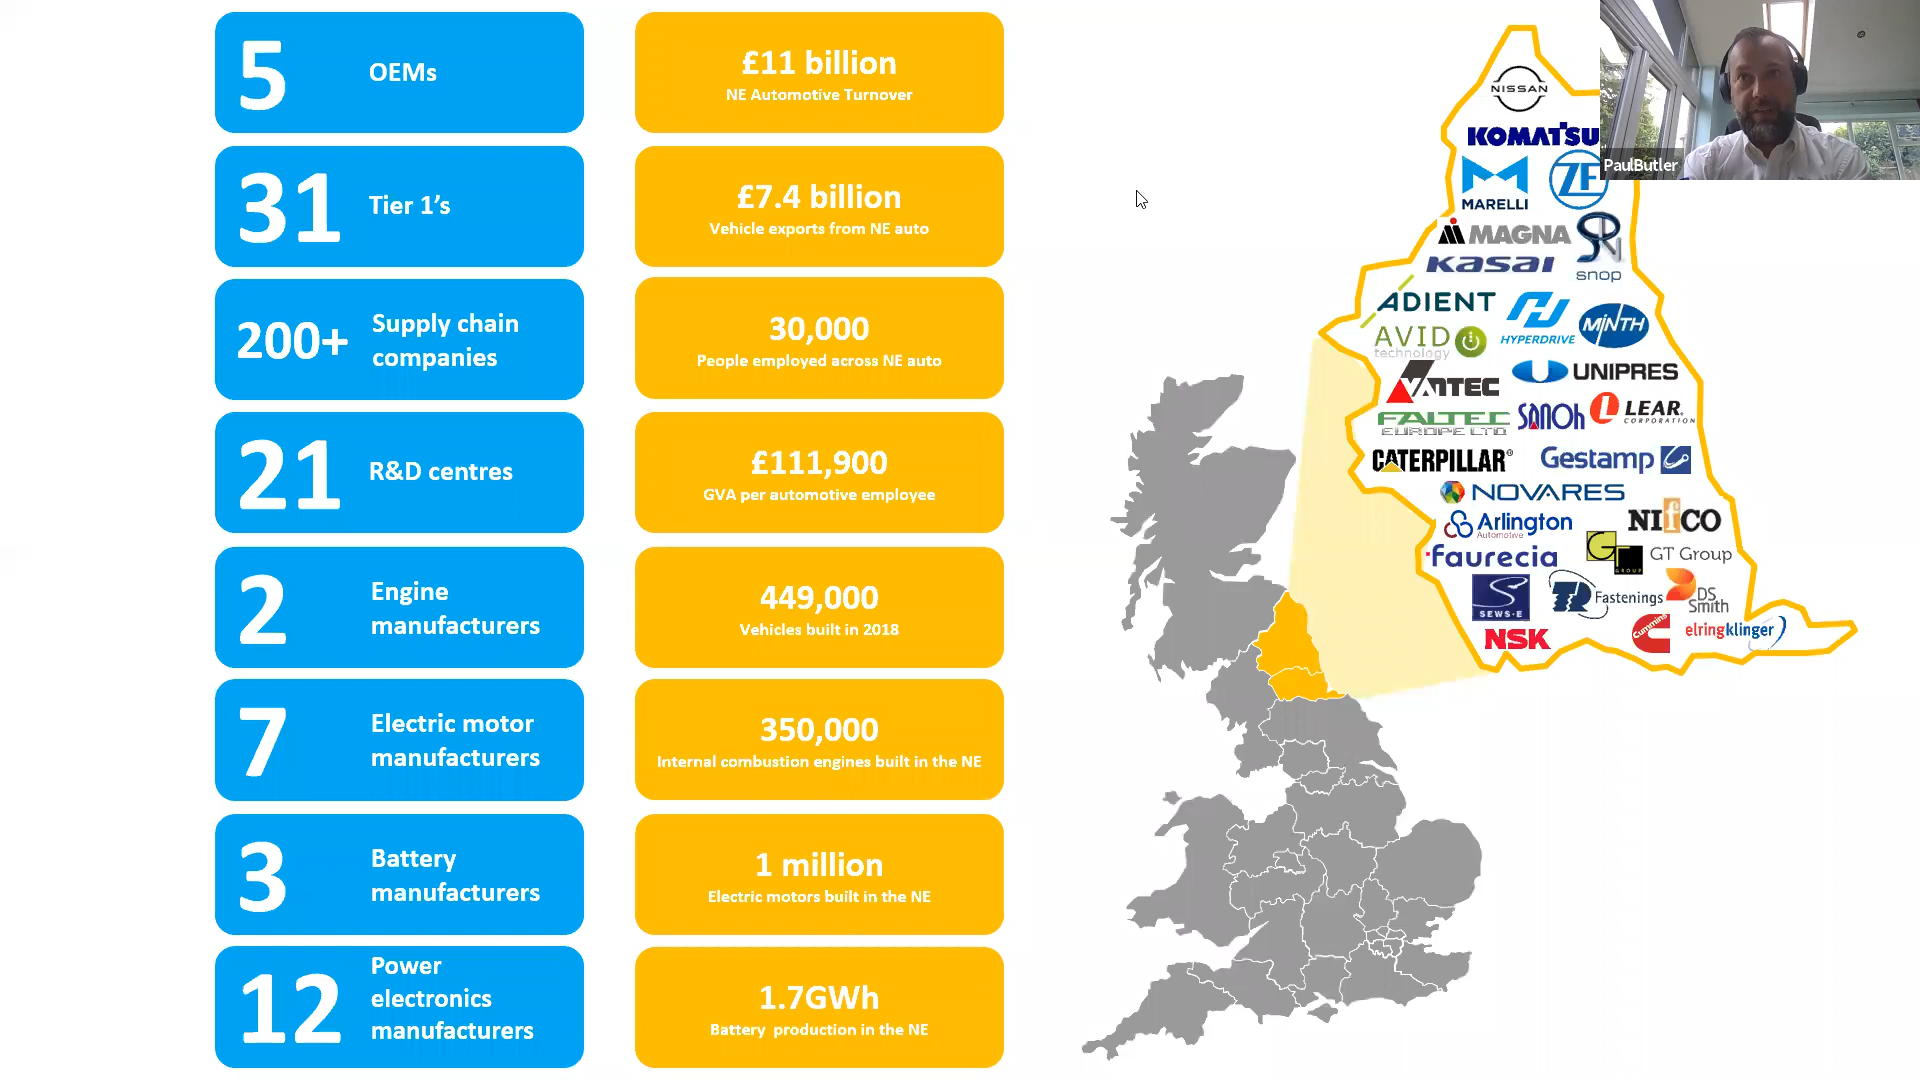 5
OEMs
31
Tier 1’s
200+
Supply chain
companies
21
R&D centres
2
Engine
manufacturers
7
Electric motor
manufacturers
3
Battery
manufacturers
12
Power
electronics
manufacturers
£11 billion
NE Automotive Turnover
£7.4 billion
Vehicle exports from NE auto
30,000
People employed across NE auto
£111,900
GVA per automotive employee
449,000
Vehicles built in 2018
350,000
Internal combustion engines built in the NE
1 million
Electric motors built in the NE
1.7GWh
Battery production in the NE
NISSAN
KOMATSU
MARELLI
ZF
MAGNA
snop
Kasai
ADIENT
HYPERDRIVE
MINTH
AVID
technology
VANTEC
UNIPRES
FALTEC
EUROPE LTD
SANOH
LEAR
CORPORATION
CATERPILLAR®
Gestamp
NOVARES
Arlington
Automotive
NIFCO
faurecia
GT
GROUP
GT Group
SEWS-E
TR Fastenings
DS
Smith
NSK
Cummins
elringklinger
PaulButler